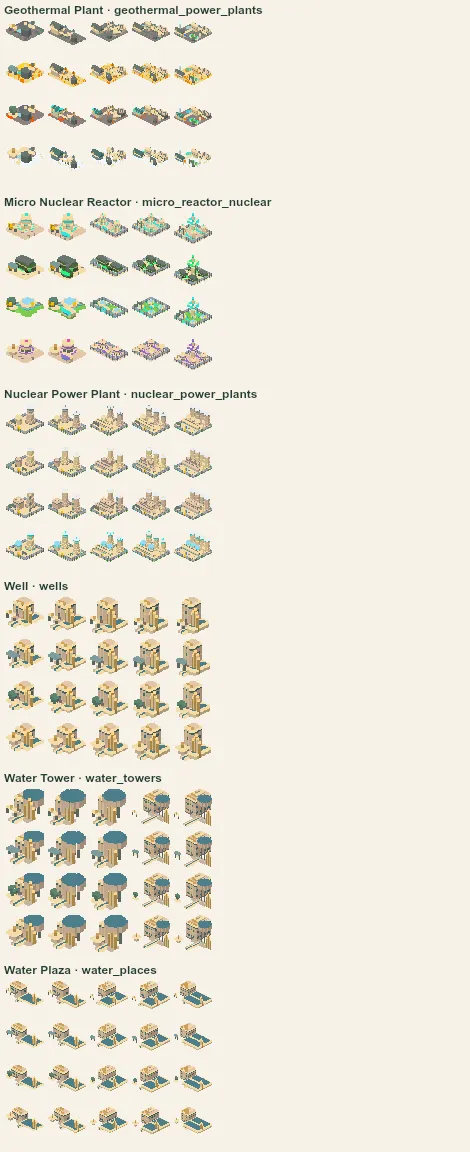 Geothermal Plant · geothermal_power_plants
Micro Nuclear Reactor · micro_reactor_nuclear
Nuclear Power Plant · nuclear_power_plants
Well · wells
Water Tower · water_towers
Water Plaza · water_places